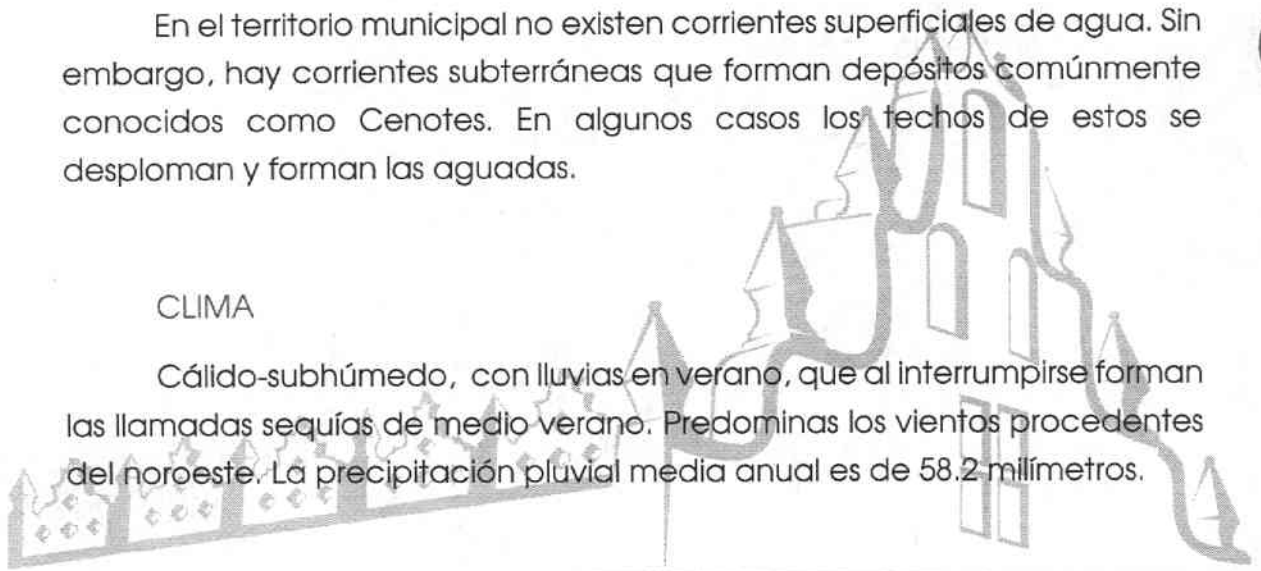 En el territorio municipal no existen corrientes superficiales de agua. Sin
embargo, hay corrientes subterráneas que forman depósitos comúnmente
conocidos como Cenotes. En algunos casos los techos de estos se
desploman y forman las aguadas.
CLIMA
Cálido-subhúmedo, con lluvias en verano, que al interrumpirse forman
las llamadas sequías de medio verano. Predominas los vientos procedentes
del noroeste. La precipitación pluvial media anual es de 58.2 milímetros.